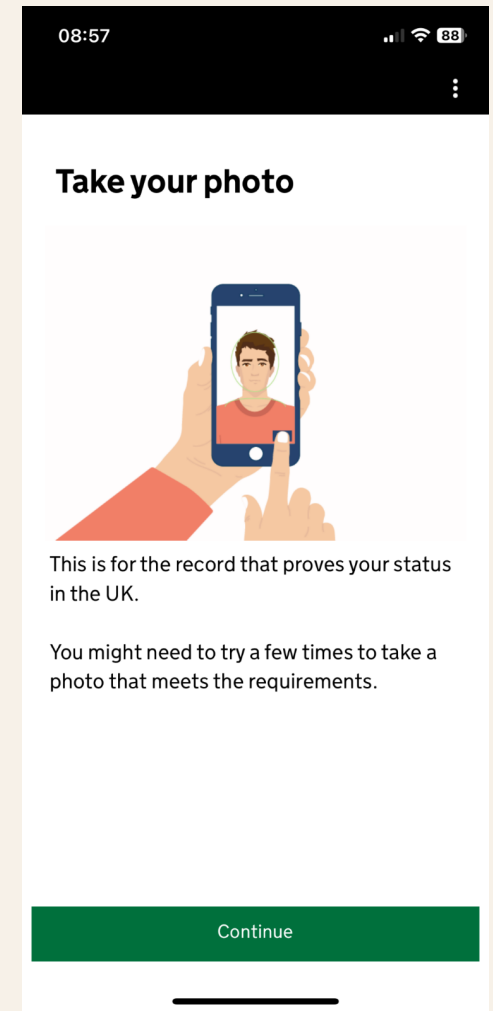 08:57
88
Take your photo
This is for the record that proves your status
in the UK.
You might need to try a few times to take a
photo that meets the requirements.
Continue